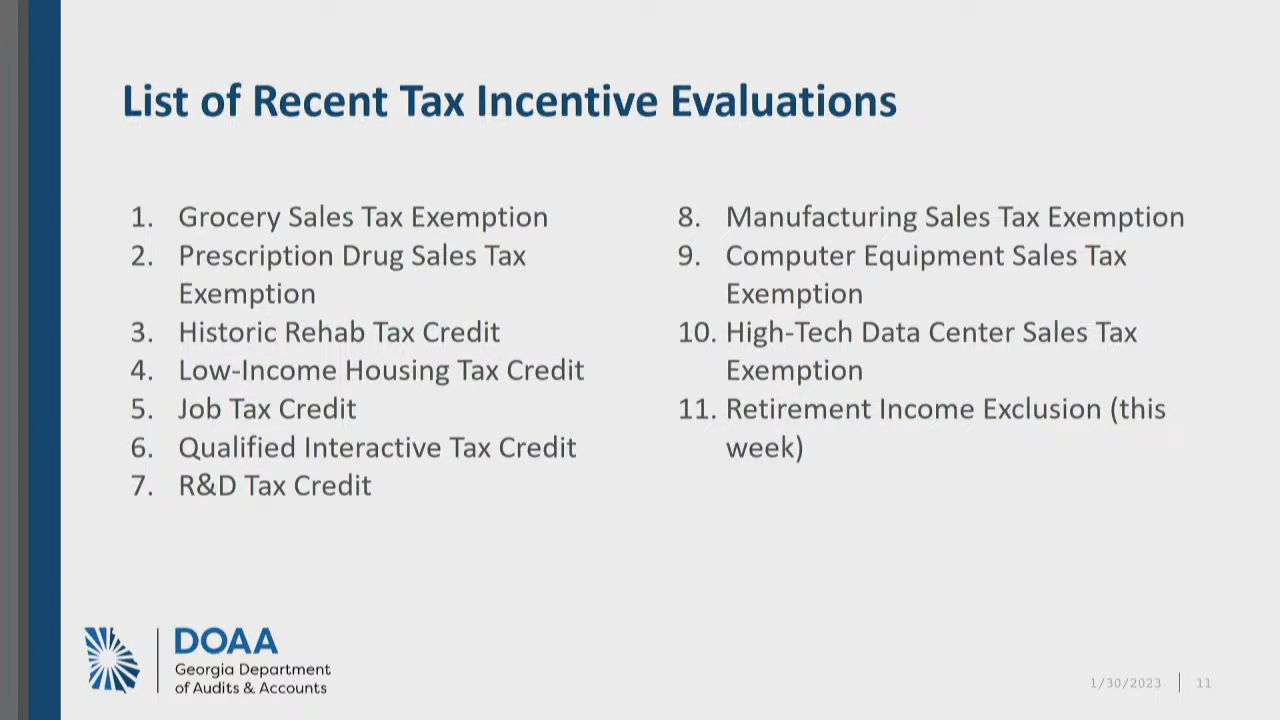 List of Recent Tax Incentive Evaluations
1. Grocery Sales Tax Exemption
2. Prescription Drug Sales Tax
Exemption
3. Historic Rehab Tax Credit
4. Low-Income Housing Tax Credit
5. Job Tax Credit
6. Qualified Interactive Tax Credit
7. R&D Tax Credit
8. Manufacturing Sales Tax Exemption
9. Computer Equipment Sales Tax
Exemption
10. High-Tech Data Center Sales Tax
Exemption
11. Retirement Income Exclusion (this
week)
DOAA
Georgia Department
of Audits & Accounts
1/30/2023 | 11